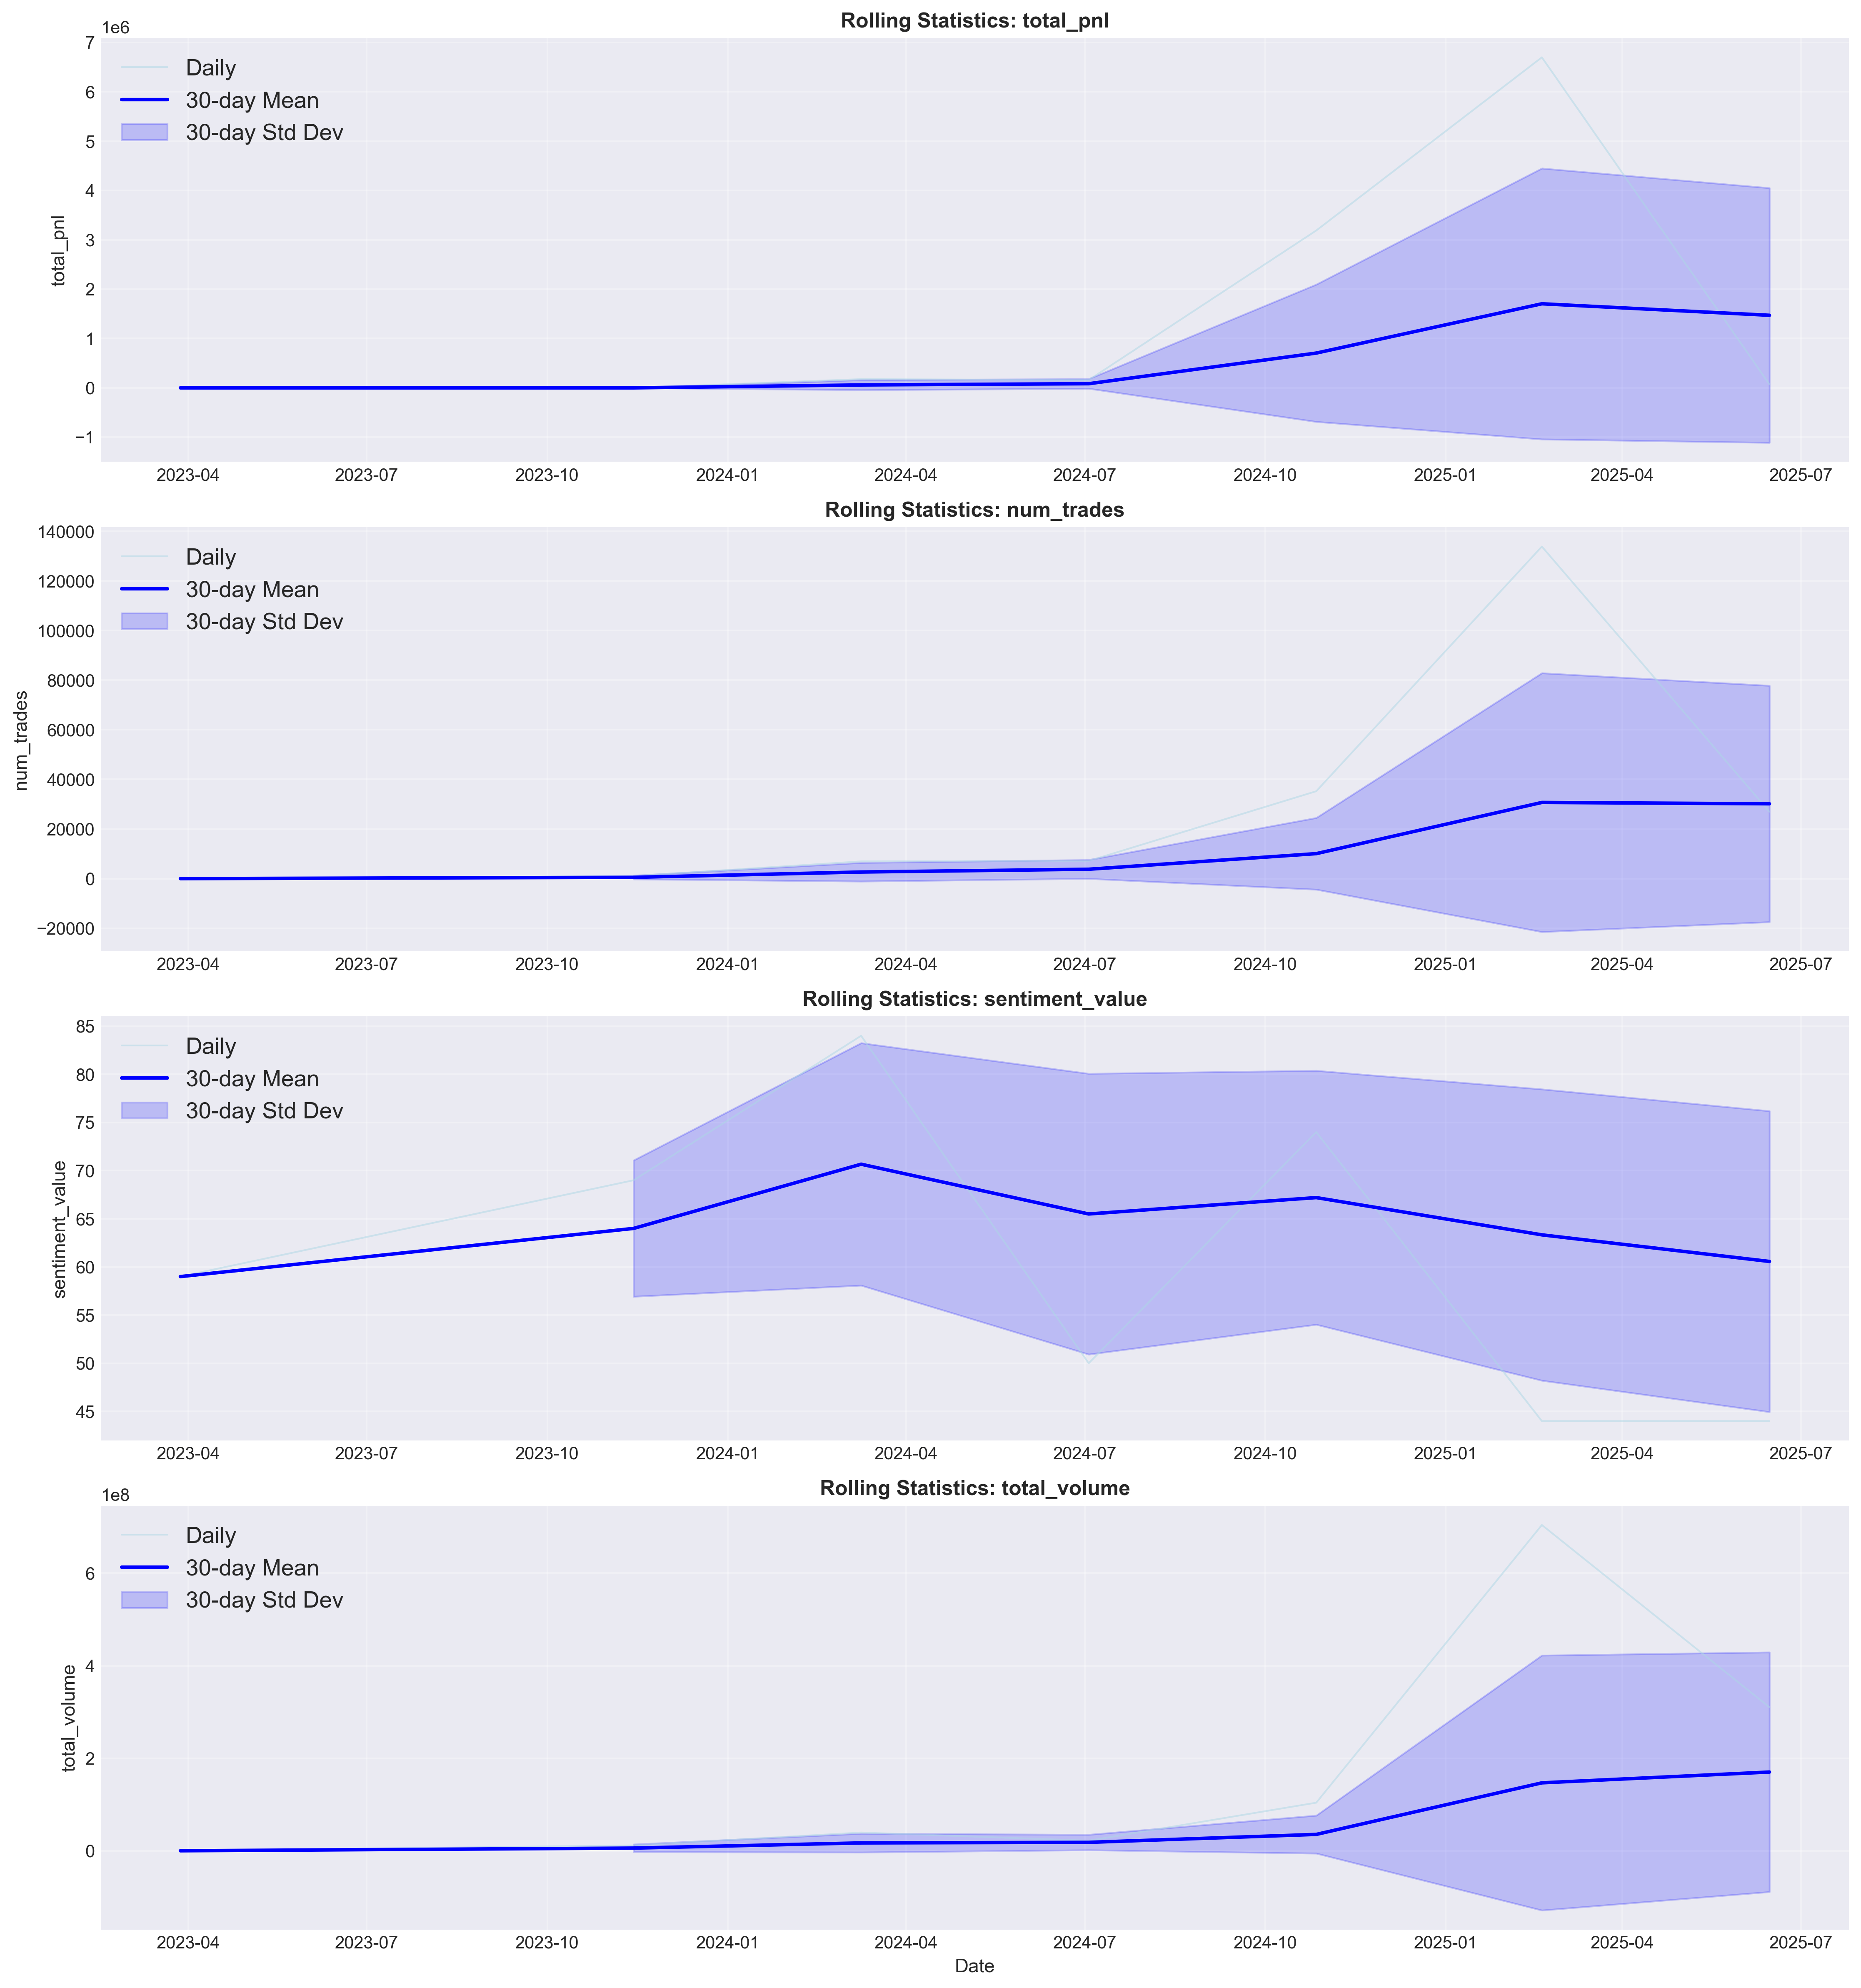 Rolling Statistics: total_pnl
1e6
7
6
5
4
3
2
1
0
−1
total_pnl
Daily
30-day Mean
30-day Std Dev
2023-04 2023-07 2023-10 2024-01 2024-04 2024-07 2024-10 2025-01 2025-04 2025-07
Rolling Statistics: num_trades
140000
120000
100000
80000
60000
40000
20000
0
−20000
num_trades
Daily
30-day Mean
30-day Std Dev
2023-04 2023-07 2023-10 2024-01 2024-04 2024-07 2024-10 2025-01 2025-04 2025-07
Rolling Statistics: sentiment_value
85
80
75
70
65
60
55
50
45
sentiment_value
Daily
30-day Mean
30-day Std Dev
2023-04 2023-07 2023-10 2024-01 2024-04 2024-07 2024-10 2025-01 2025-04 2025-07
Rolling Statistics: total_volume
1e8
6
4
2
0
total_volume
Daily
30-day Mean
30-day Std Dev
2023-04 2023-07 2023-10 2024-01 2024-04 2024-07 2024-10 2025-01 2025-04 2025-07
Date